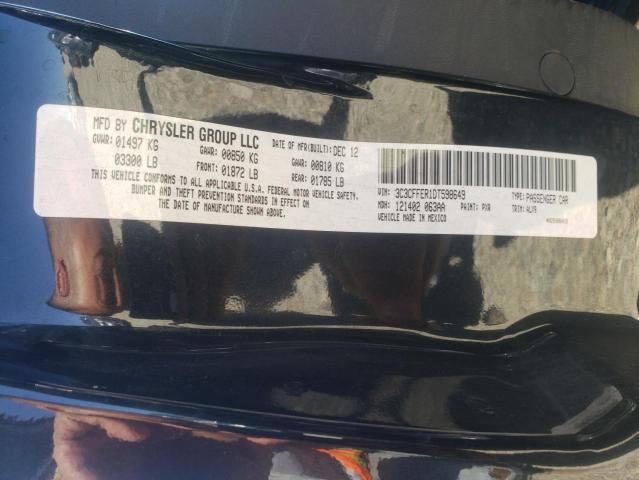 MFD BY CHRYSLER GROUP LLC DATE OF MFR(BUILT): DEC 12
GVWR: 01497 KG GAWR: 00850 KG GAWR: 00810 KG
03300 LB FRONT: 01872 LB REAR: 01785 LB
THIS VEHICLE CONFORMS TO ALL APPLICABLE U.S.A. FEDERAL MOTOR VEHICLE SAFETY,
BUMPER AND THEFT PREVENTION STANDARDS IN EFFECT ON
THE DATE OF MANUFACTURE SHOWN ABOVE.
VIN: 3C3CFFER1DT598649 TYPE: PASSENGER CAR
MDH: 121402 063AA PAINT: PXR TRIM: ALX9
VEHICLE MADE IN MEXICO